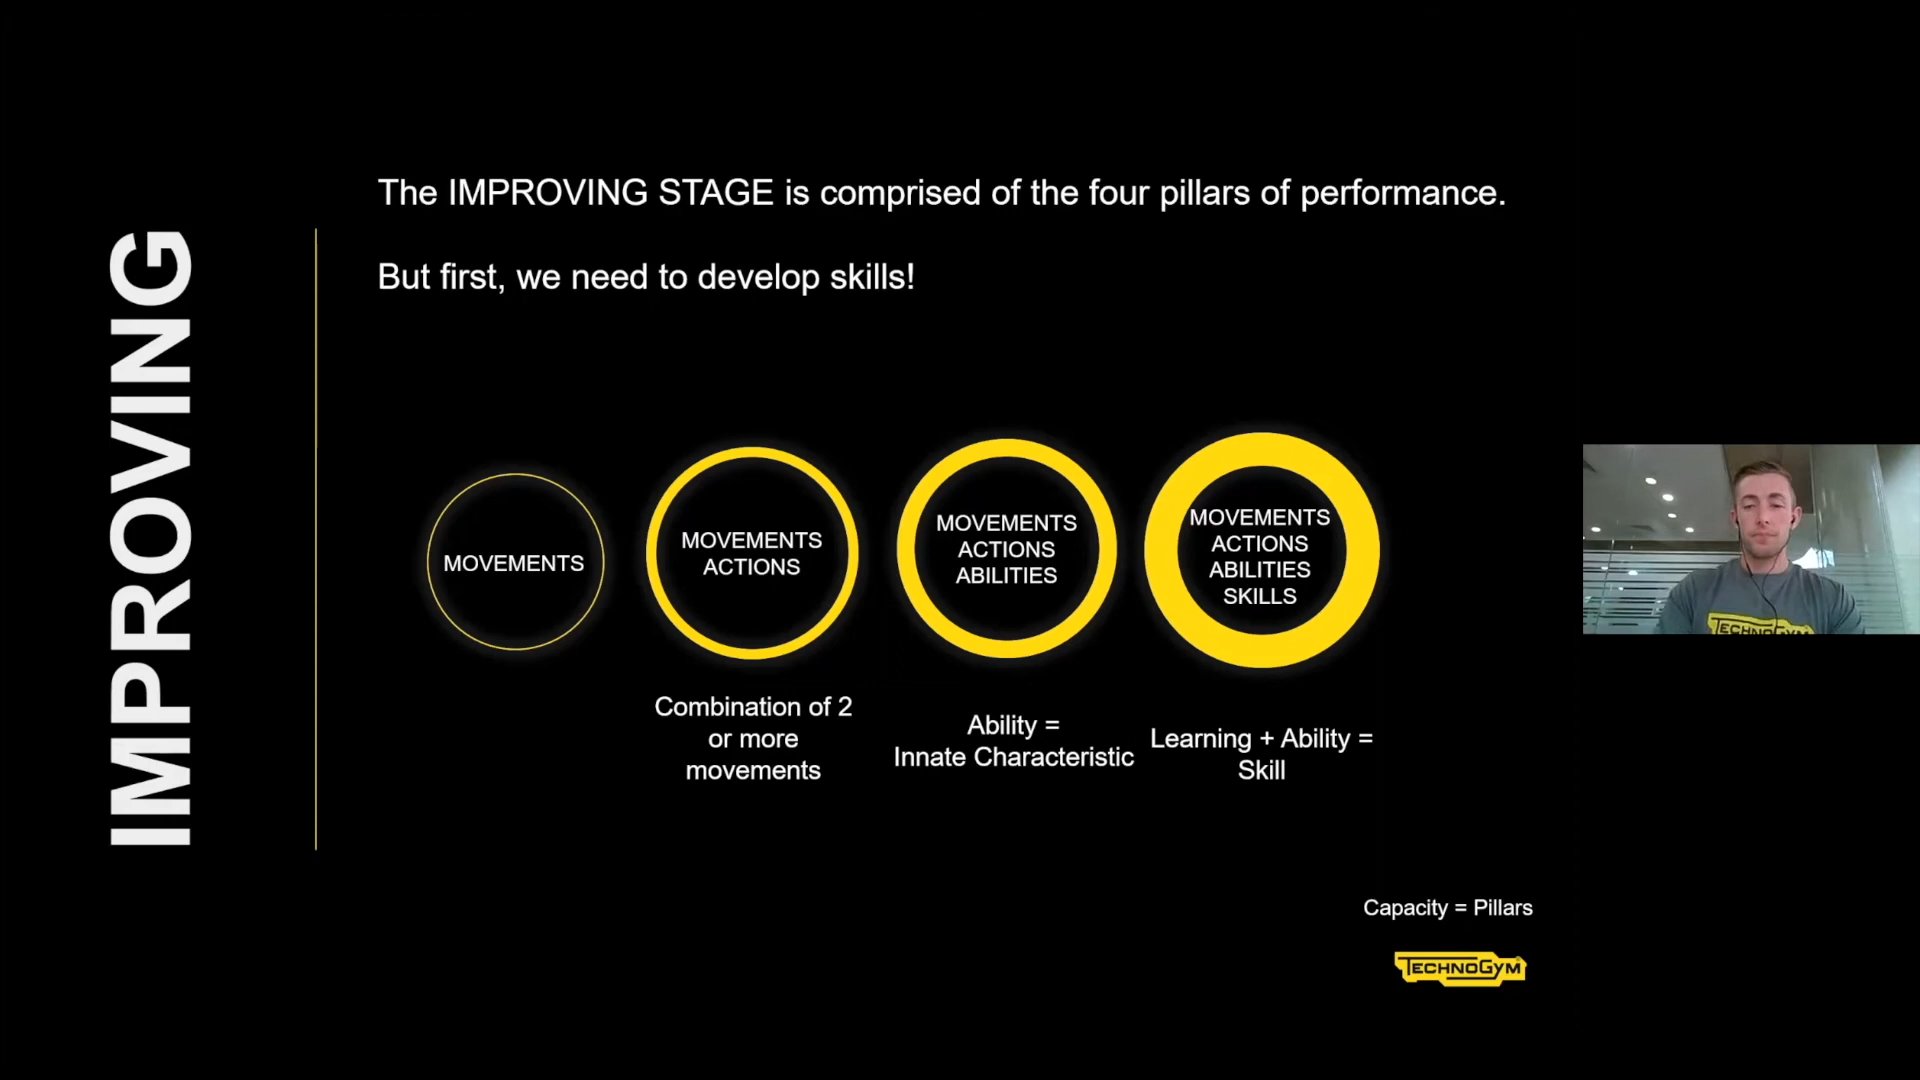 IMPROVING
The IMPROVING STAGE is comprised of the four pillars of performance.
But first, we need to develop skills!
MOVEMENTS
MOVEMENTS
ACTIONS
MOVEMENTS
ACTIONS
ABILITIES
MOVEMENTS
ACTIONS
ABILITIES
SKILLS
Combination of 2
or more
movements
Ability =
Innate Characteristic
Learning + Ability =
Skill
TECHNOGYM
Capacity = Pillars
TECHNOGYM